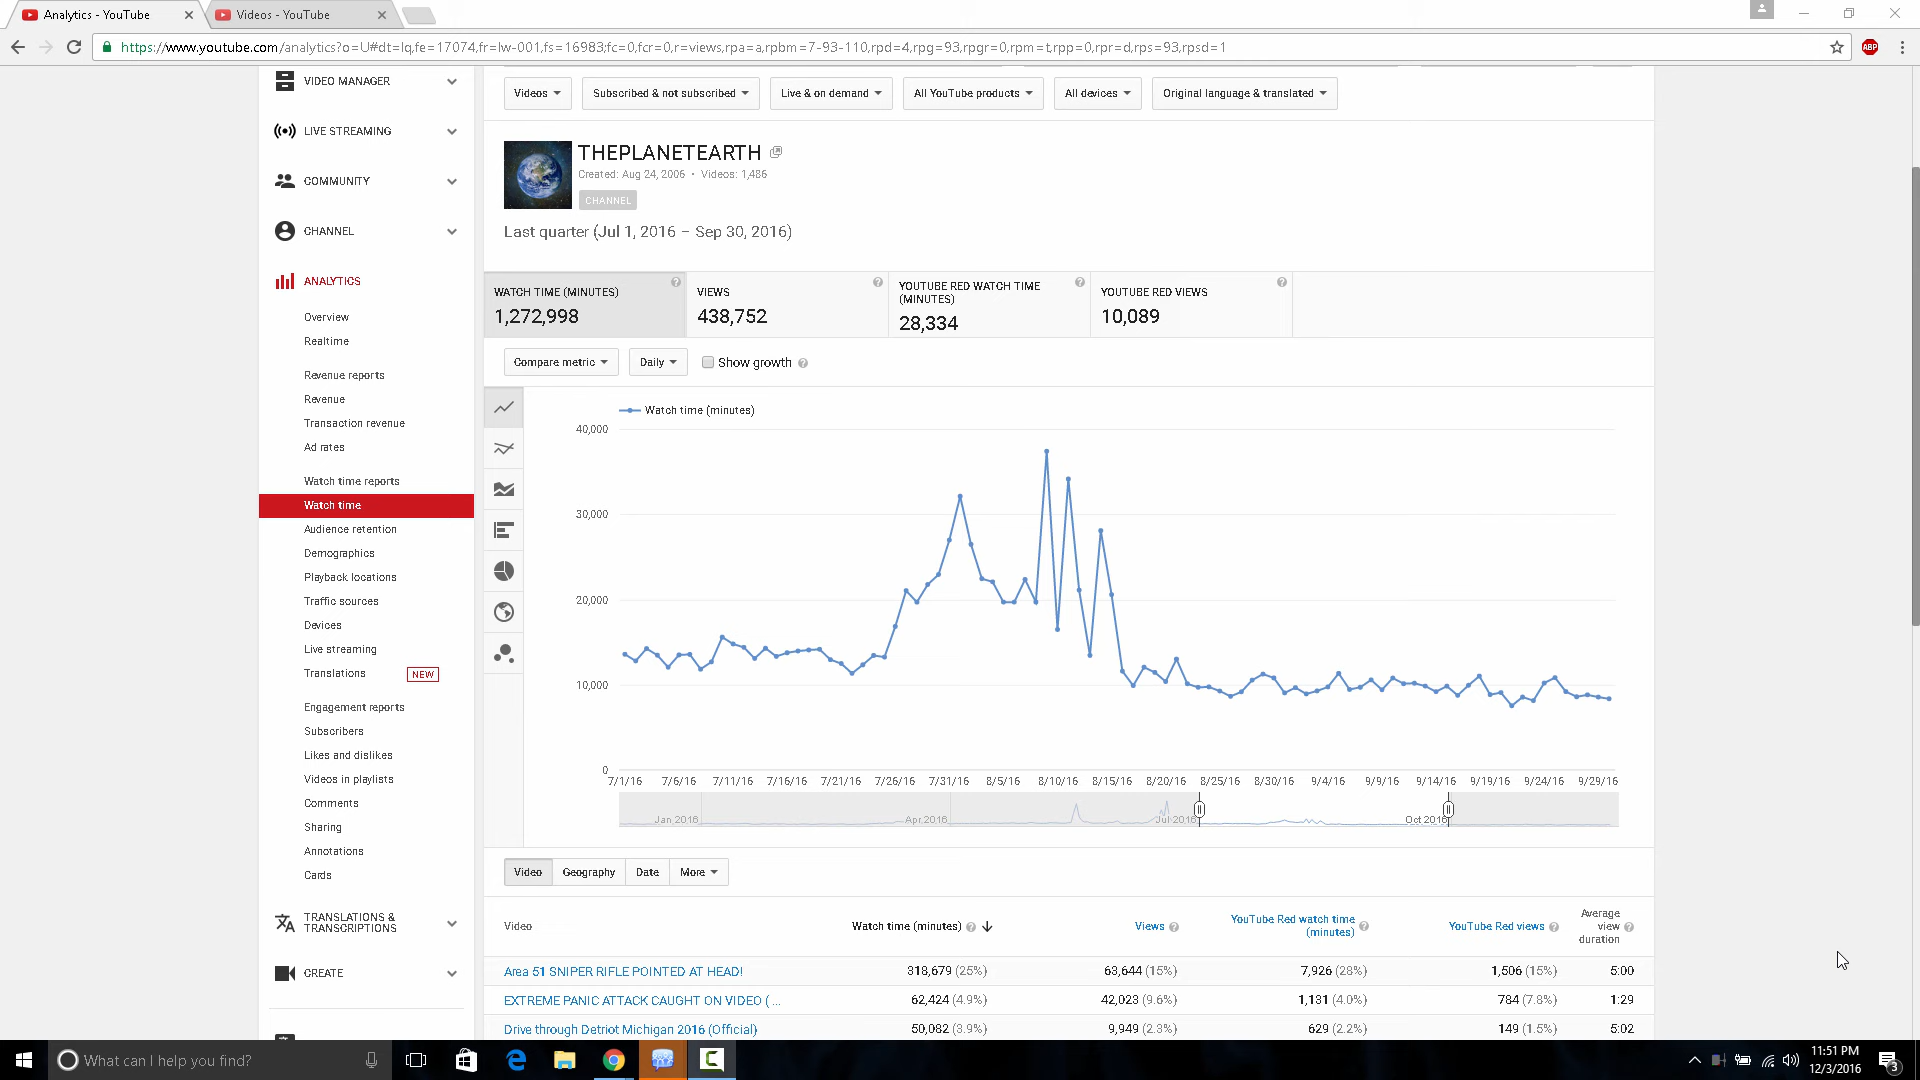 Analytics - YouTube
Videos - YouTube
https://www.youtube.com/analytics?o=U#dt=lq,fe=17074,fr=lw-001,fs=16983;fc=0,fcr=0,r=views,rpa=a,rpbm=7-93-110,rpd=4,rpg=93,rpgr=0,rpm=t,rpp=0,rpr=d,rps=93,rpsd=1
ABP
VIDEO MANAGER
LIVE STREAMING
COMMUNITY
CHANNEL
ANALYTICS
Overview
Realtime
Revenue reports
Revenue
Transaction revenue
Ad rates
Watch time reports
Watch time
Audience retention
Demographics
Playback locations
Traffic sources
Devices
Live streaming
Translations NEW
Engagement reports
Subscribers
Likes and dislikes
Videos in playlists
Comments
Sharing
Annotations
Cards
TRANSLATIONS &
TRANSCRIPTIONS
CREATE
Videos Subscribed & not subscribed Live & on demand All YouTube products All devices Original language & translated
THEPLANETEARTH
Created: Aug 24, 2006 • Videos: 1,486
CHANNEL
Last quarter (Jul 1, 2016 – Sep 30, 2016)
WATCH TIME (MINUTES)
1,272,998
VIEWS
438,752
YOUTUBE RED WATCH TIME
(MINUTES)
28,334
YOUTUBE RED VIEWS
10,089
Compare metric Daily Show growth
Watch time (minutes)
40,000
30,000
20,000
10,000
0
7/1/16 7/6/16 7/11/16 7/16/16 7/21/16 7/26/16 7/31/16 8/5/16 8/10/16 8/15/16 8/20/16 8/25/16 8/30/16 9/4/16 9/9/16 9/14/16 9/19/16 9/24/16 9/29/16
Jan 2016 Apr 2016 Jul 2016 Oct 2016
Video Geography Date More
Video
Watch time (minutes)
Views
YouTube Red watch time
(minutes)
YouTube Red views
Average
view
duration
Area 51 SNIPER RIFLE POINTED AT HEAD! 318,679 (25%) 63,644 (15%) 7,926 (28%) 1,506 (15%) 5:00
EXTREME PANIC ATTACK CAUGHT ON VIDEO ( ... 62,424 (4.9%) 42,023 (9.6%) 1,131 (4.0%) 784 (7.8%) 1:29
Drive through Detriot Michigan 2016 (Official) 50,082 (3.9%) 9,949 (2.3%) 629 (2.2%) 149 (1.5%) 5:02
What can I help you find?
11:51 PM
12/3/2016
3